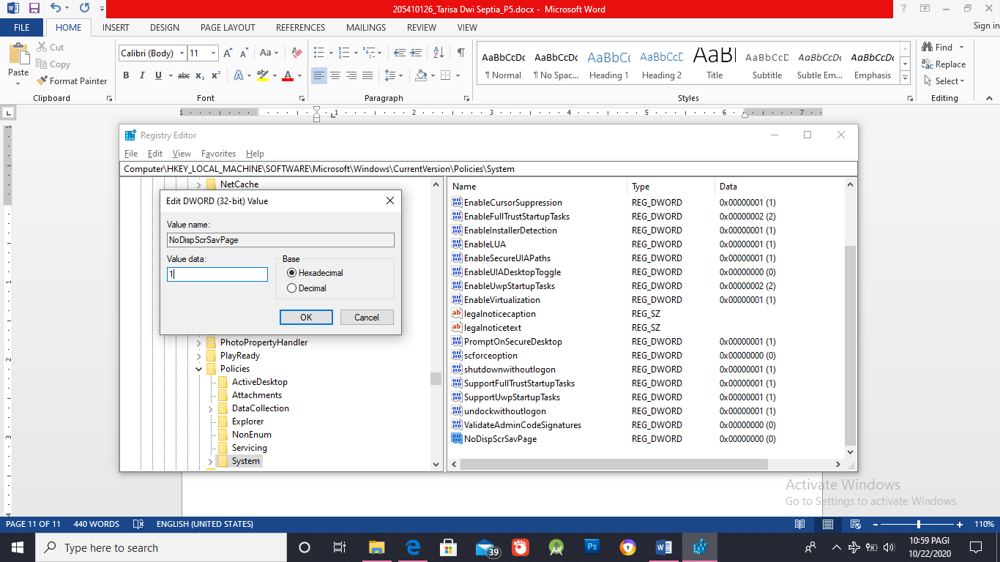 205410126_Tarisa Dwi Septia_P5.docx - Microsoft Word
FILE HOME INSERT DESIGN PAGE LAYOUT REFERENCES MAILINGS REVIEW VIEW Sign in
Paste
Cut
Copy
Format Painter
Clipboard
Calibri (Body) 11
Font
Paragraph
AaBbCcDc AaBbCcDc AaBbCc AaBbCcD AaB AaBbCcD AaBbCcDc AaBbCcDc
¶ Normal ¶ No Spac... Heading 1 Heading 2 Title Subtitle Subtle Em... Emphasis
Styles
Find
Replace
Select
Editing
1 1 2 3 4 5 6 7
Registry Editor
File Edit View Favorites Help
Computer\HKEY_LOCAL_MACHINE\SOFTWARE\Microsoft\Windows\CurrentVersion\Policies\System
NetCache
Edit DWORD (32-bit) Value
Value name:
NoDispScrSavPage
Value data:
1
Base
Hexadecimal
Decimal
OK Cancel
PhotoPropertyHandler
PlayReady
Policies
ActiveDesktop
Attachments
DataCollection
Explorer
NonEnum
Servicing
System
Name Type Data
EnableCursorSuppression REG_DWORD 0x00000001 (1)
EnableFullTrustStartupTasks REG_DWORD 0x00000002 (2)
EnableInstallerDetection REG_DWORD 0x00000001 (1)
EnableLUA REG_DWORD 0x00000001 (1)
EnableSecureUIAPaths REG_DWORD 0x00000001 (1)
EnableUIADesktopToggle REG_DWORD 0x00000000 (0)
EnableUwpStartupTasks REG_DWORD 0x00000002 (2)
EnableVirtualization REG_DWORD 0x00000001 (1)
legalnoticecaption REG_SZ
legalnoticetext REG_SZ
PromptOnSecureDesktop REG_DWORD 0x00000001 (1)
scforceoption REG_DWORD 0x00000000 (0)
shutdownwithoutlogon REG_DWORD 0x00000001 (1)
SupportFullTrustStartupTasks REG_DWORD 0x00000001 (1)
SupportUwpStartupTasks REG_DWORD 0x00000001 (1)
undockwithoutlogon REG_DWORD 0x00000001 (1)
ValidateAdminCodeSignatures REG_DWORD 0x00000000 (0)
NoDispScrSavPage REG_DWORD 0x00000000 (0)
Activate Windows
Go to Settings to activate Windows.
PAGE 11 OF 11 440 WORDS ENGLISH (UNITED STATES) 110%
Type here to search
39
10:59 PAGI
10/22/2020